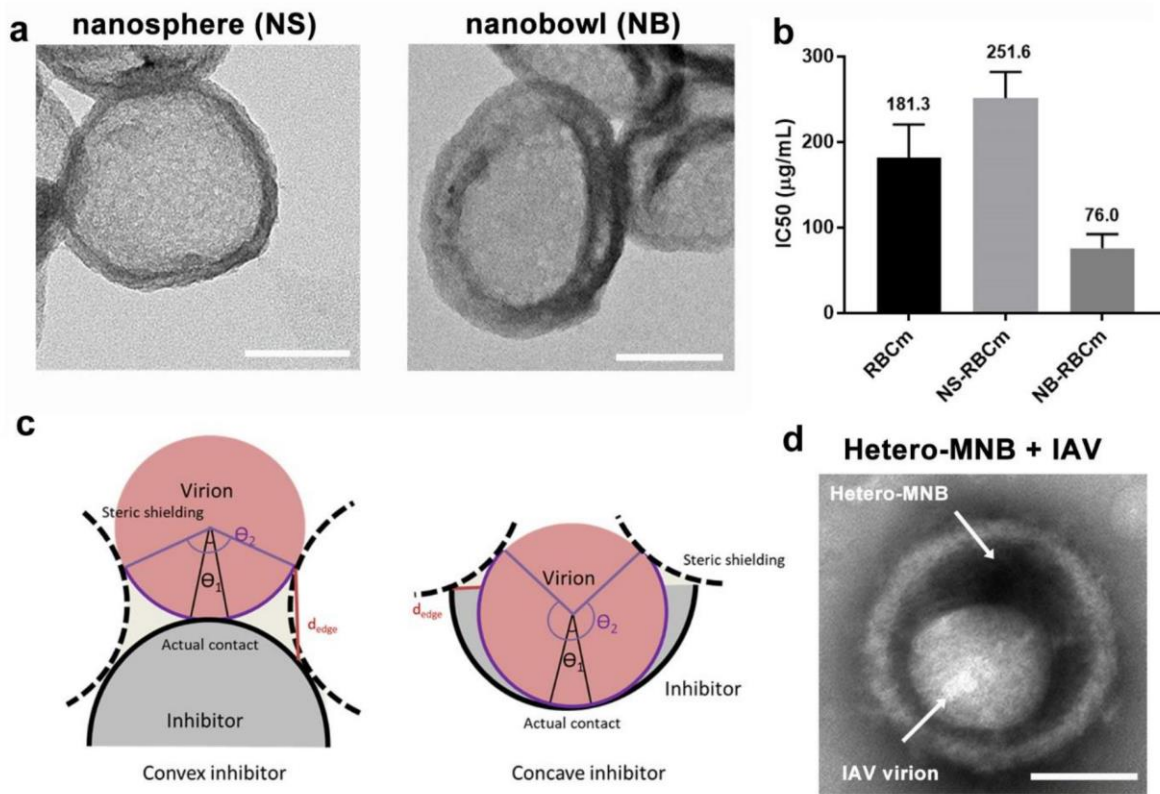 a
nanosphere (NS)
nanobowl (NB)
b
IC50 (µg/mL)
300
200
100
0
181.3
251.6
76.0
RBCm
NS-RBCm
NB-RBCm
c
Virion
Steric shielding
Θ2
Θ1
dedge
Actual contact
Inhibitor
Convex inhibitor
Steric shielding
Virion
dedge
Θ2
Θ1
Inhibitor
Actual contact
Concave inhibitor
d
Hetero-MNB + IAV
Hetero-MNB
IAV virion